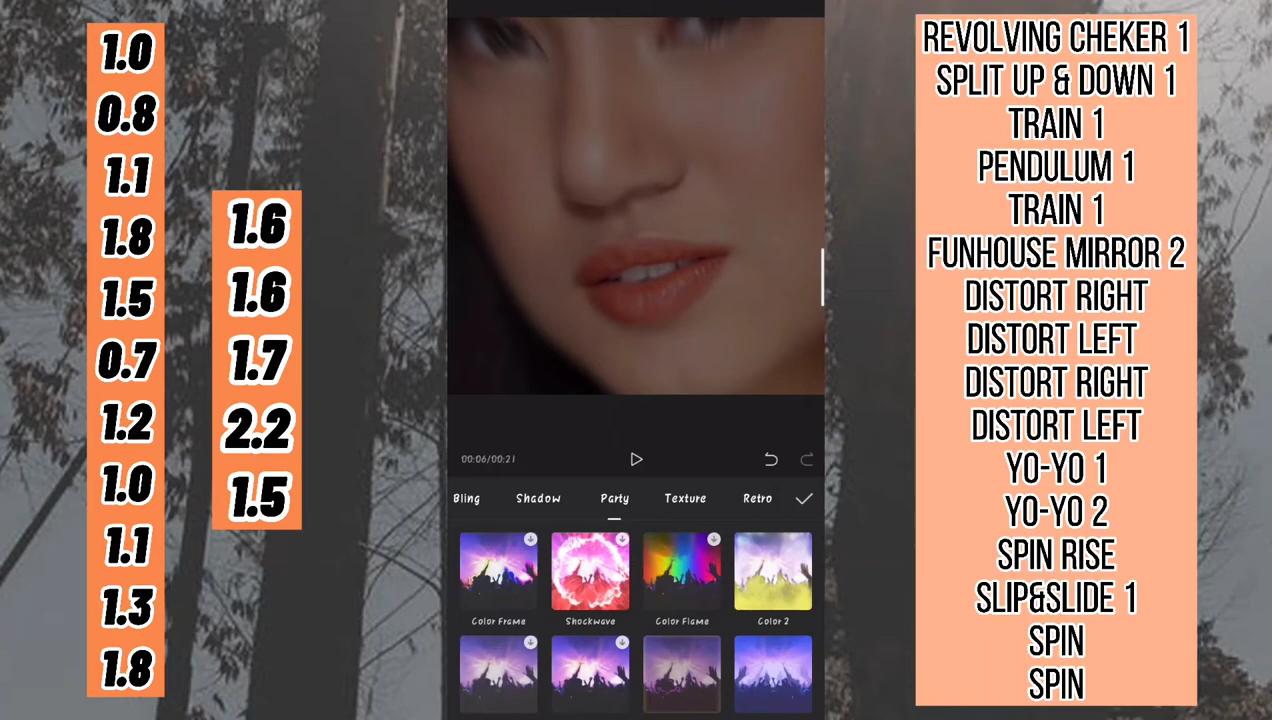 1.0
0.8
1.1
1.8
1.5
0.7
1.2
1.0
1.1
1.3
1.8
1.6
1.6
1.7
2.2
1.5
00:06/00:21
Bling Shadow Party Texture Retro
Color Frame Shockwave Color Flame Color 2
REVOLVING CHEKER 1
SPLIT UP & DOWN 1
TRAIN 1
PENDULUM 1
TRAIN 1
FUNHOUSE MIRROR 2
DISTORT RIGHT
DISTORT LEFT
DISTORT RIGHT
DISTORT LEFT
YO-YO 1
YO-YO 2
SPIN RISE
SLIP&SLIDE 1
SPIN
SPIN